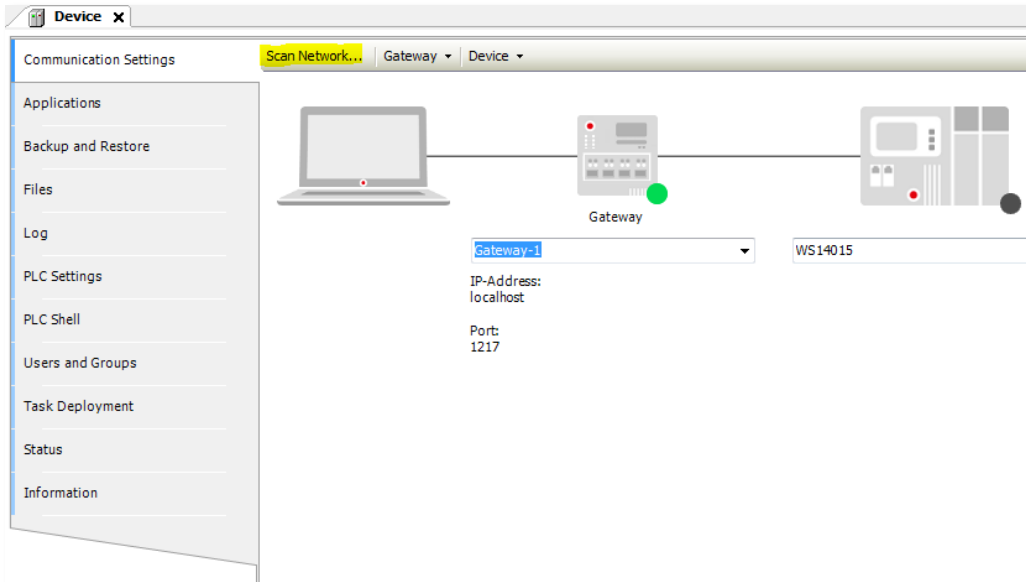 Device
Communication Settings
Scan Network...
Gateway
Device
Applications
Backup and Restore
Files
Log
PLC Settings
PLC Shell
Users and Groups
Task Deployment
Status
Information
Gateway
Gateway-1
WS14015
IP-Address:
localhost
Port:
1217